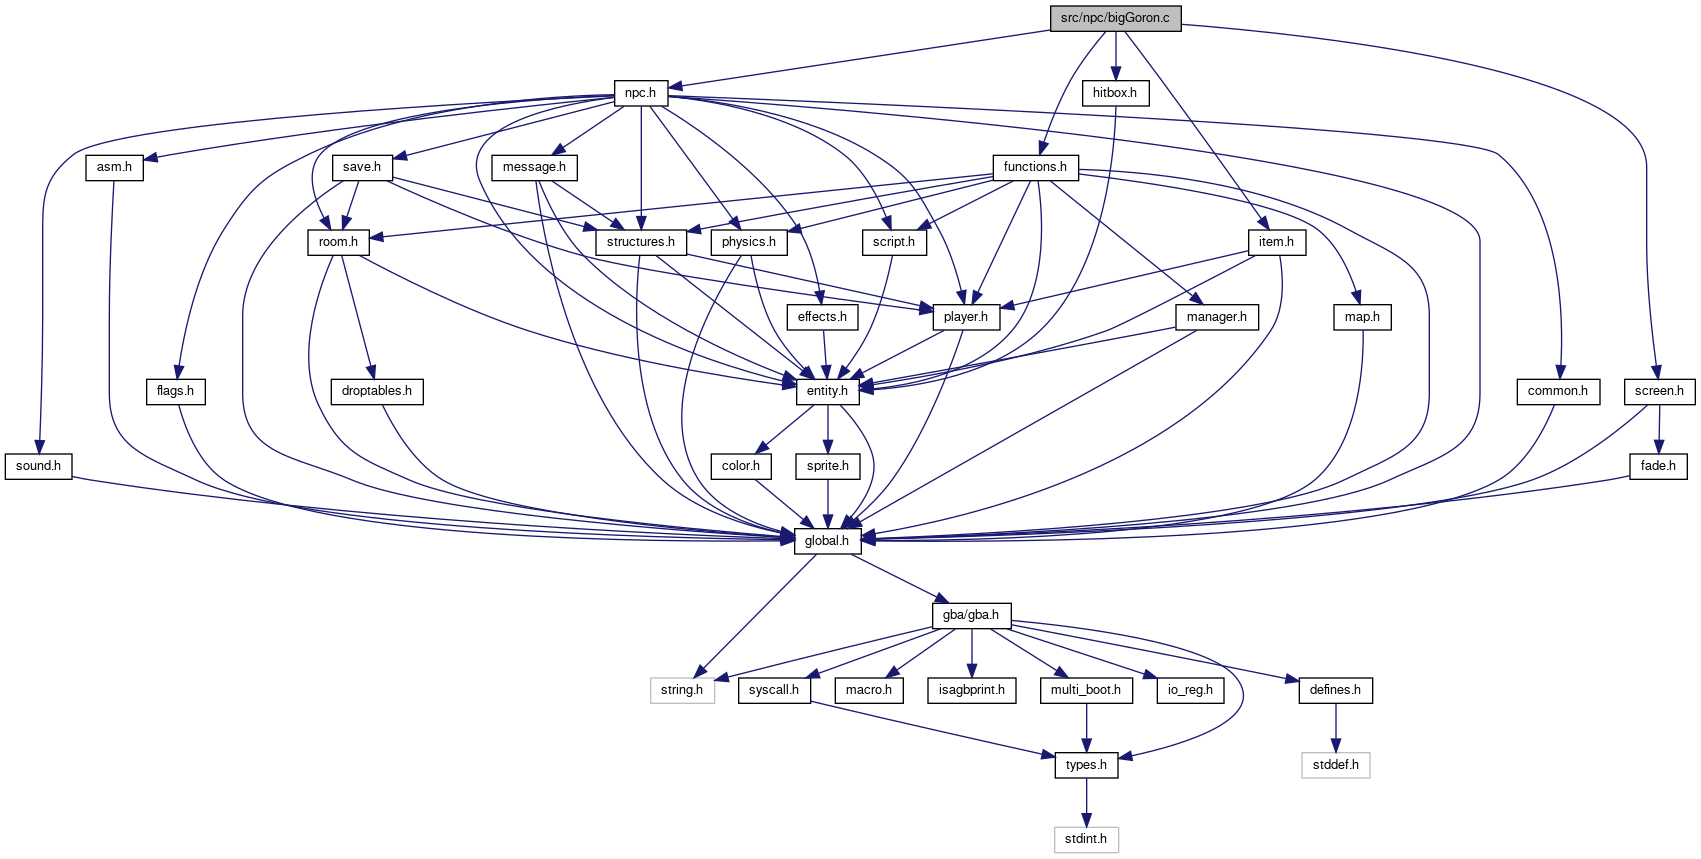 src/npc/bigGoron.c
npc.h
hitbox.h
asm.h
save.h
message.h
functions.h
room.h
structures.h
physics.h
script.h
item.h
effects.h
player.h
manager.h
map.h
flags.h
droptables.h
entity.h
common.h
screen.h
sound.h
color.h
sprite.h
fade.h
global.h
gba/gba.h
string.h
syscall.h
macro.h
isagbprint.h
multi_boot.h
io_reg.h
defines.h
types.h
stddef.h
stdint.h